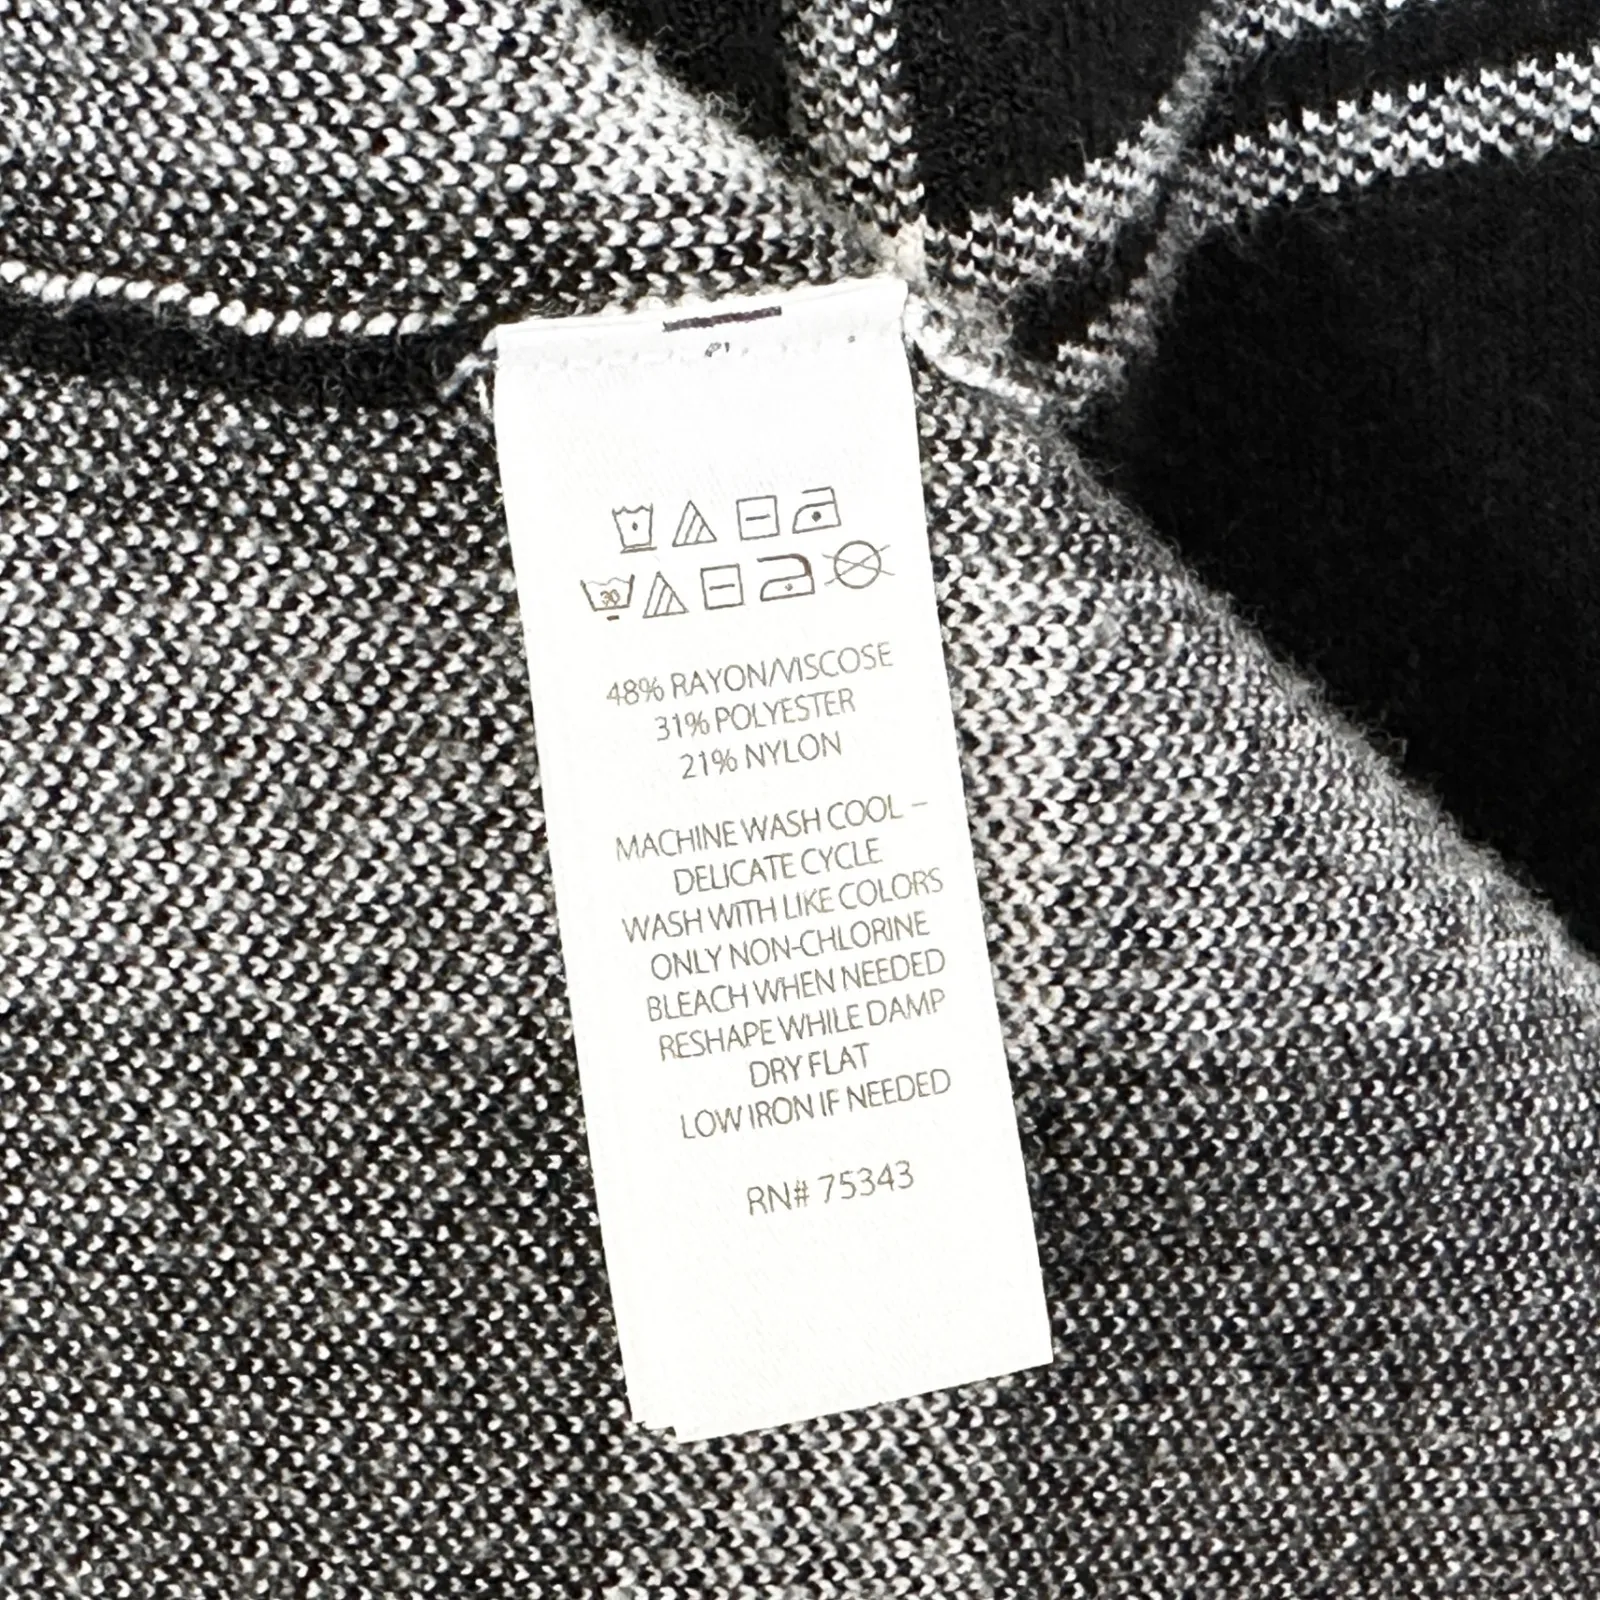 30
48% RAYON/VISCOSE
31% POLYESTER
21% NYLON
MACHINE WASH COOL –
DELICATE CYCLE
WASH WITH LIKE COLORS
ONLY NON-CHLORINE
BLEACH WHEN NEEDED
RESHAPE WHILE DAMP
DRY FLAT
LOW IRON IF NEEDED
RN# 75343